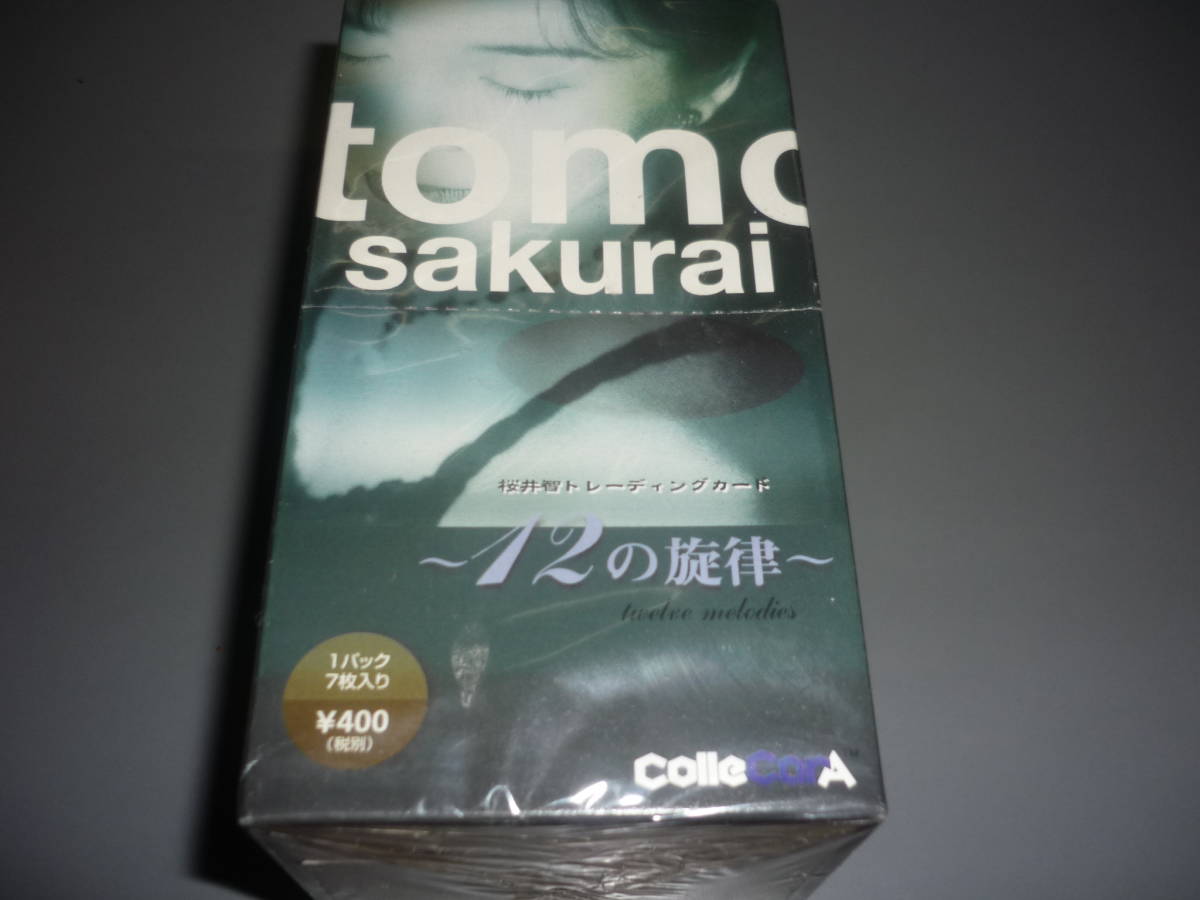 tomo
sakurai
桜井智トレーディングカード
～12の旋律～
twelve melodies
1パック
7枚入り
¥400
(税別)
ColleCarA™